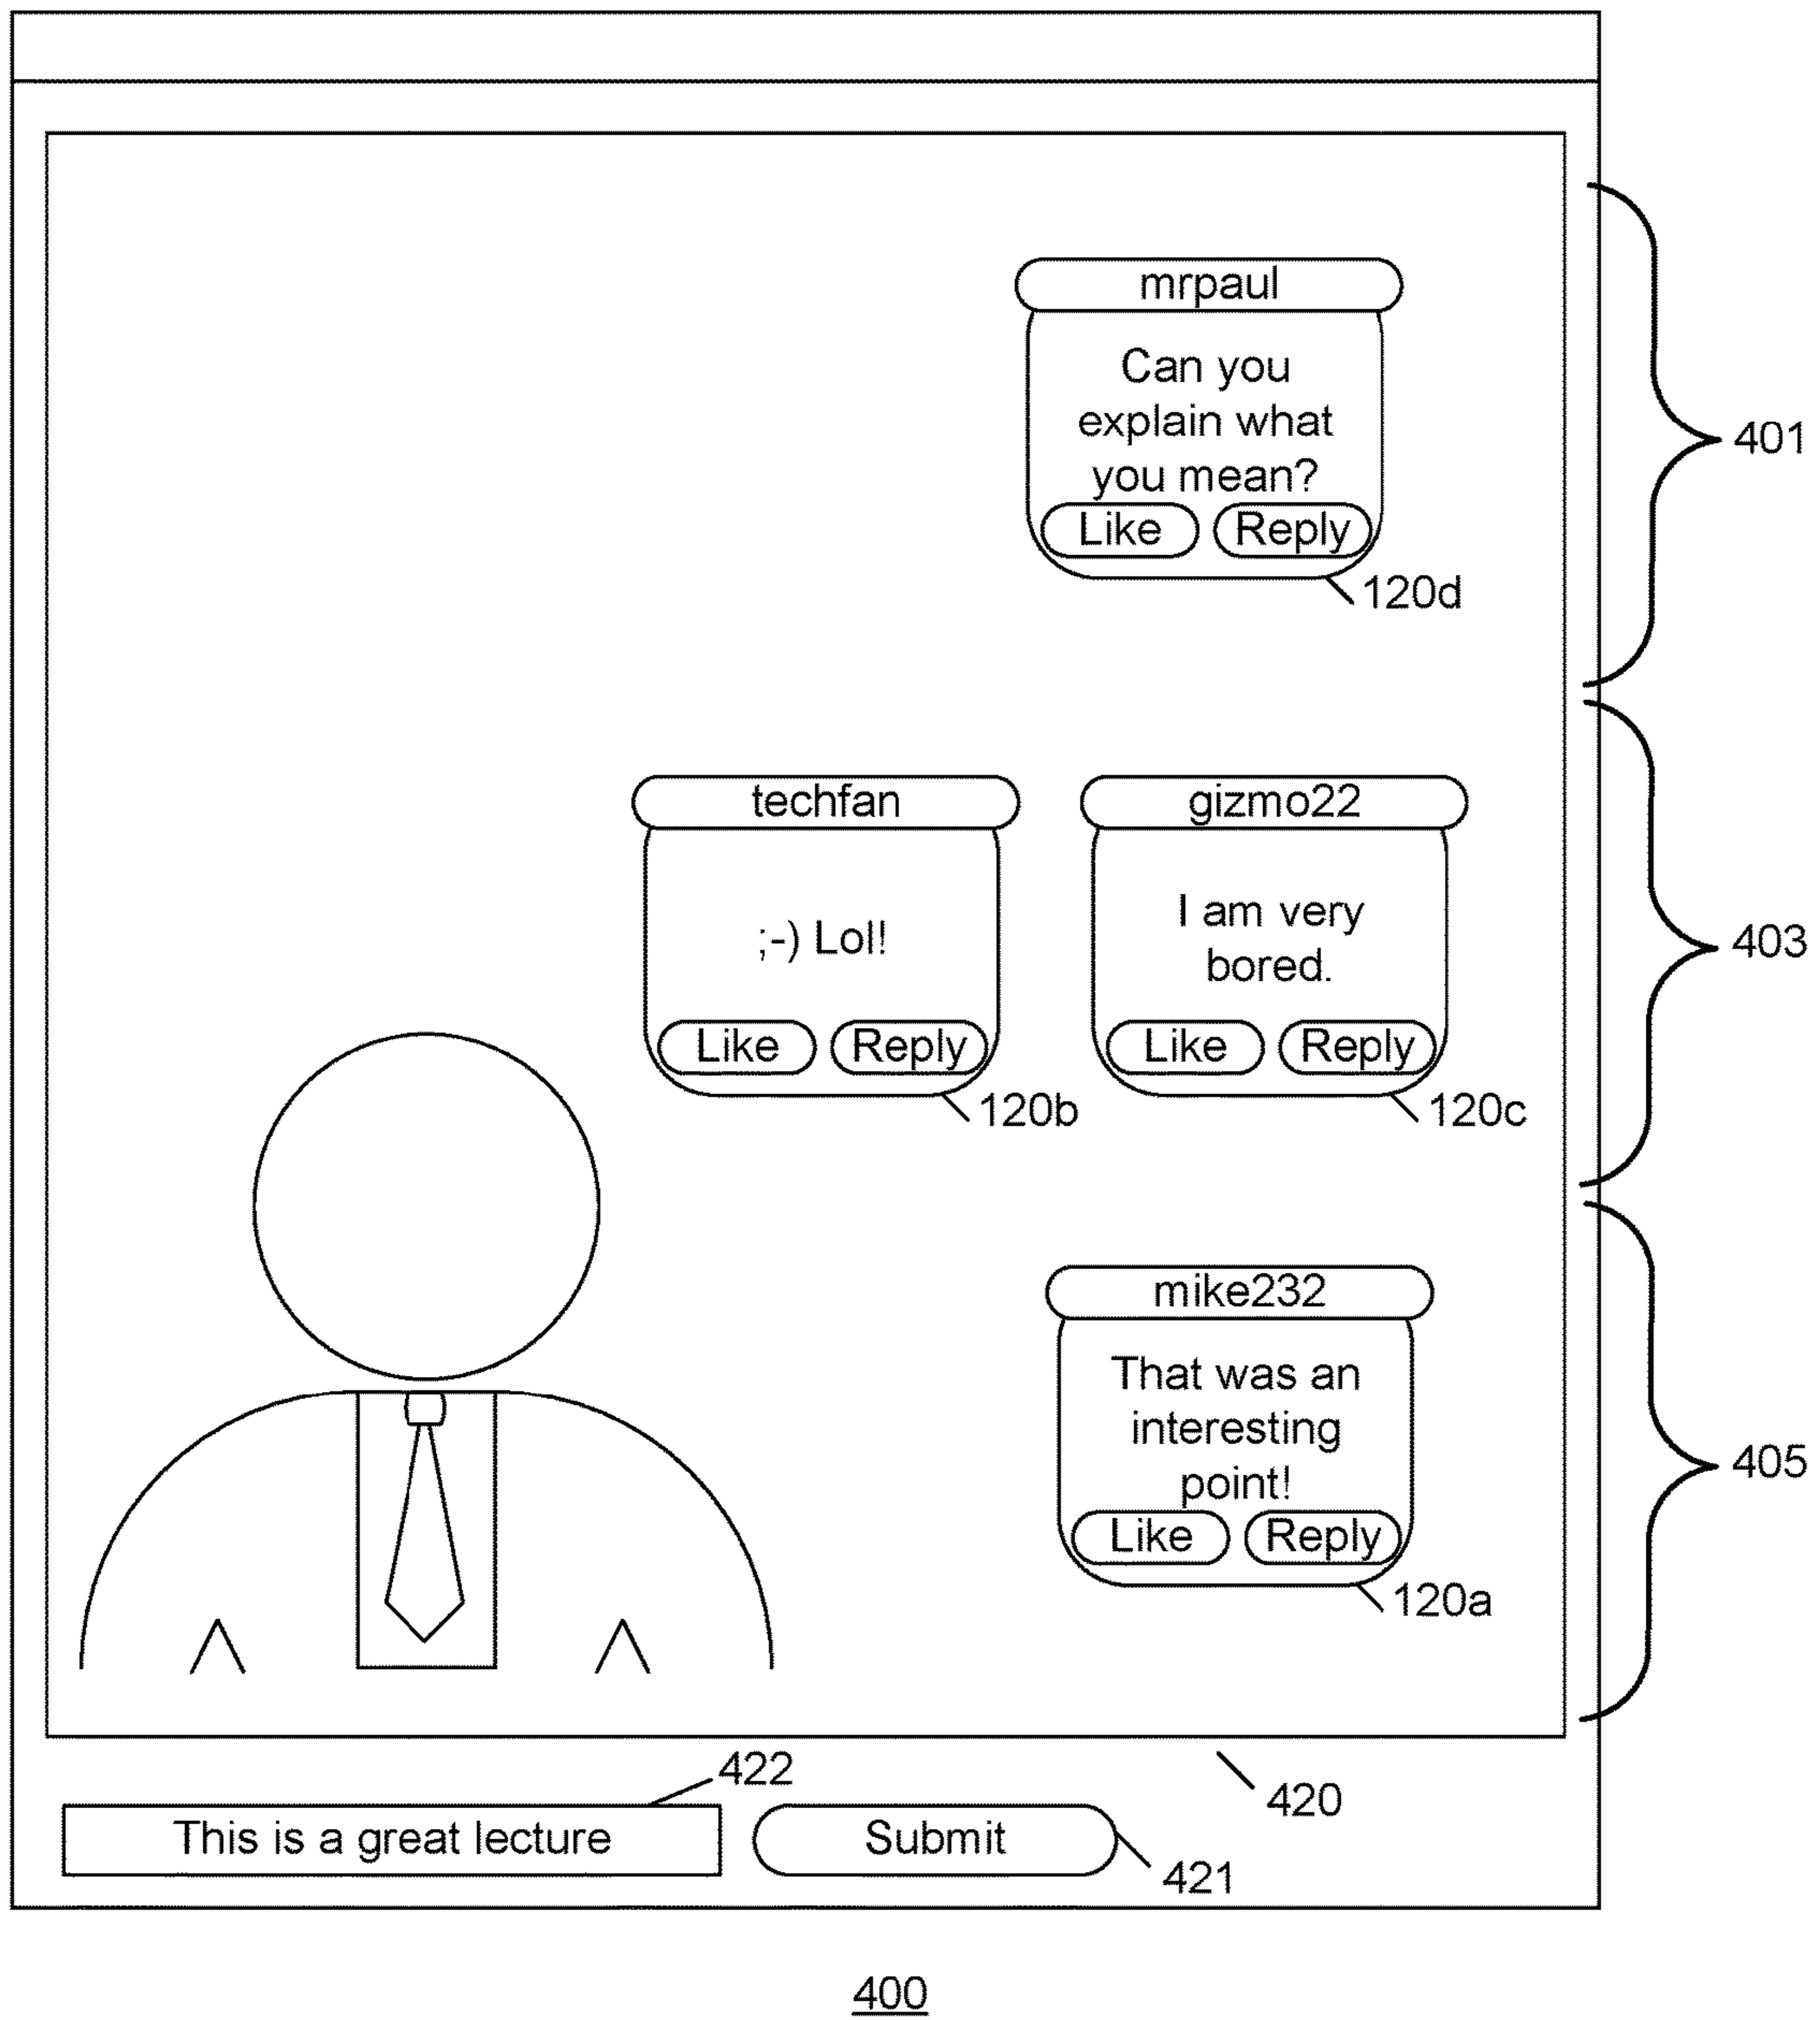 mrpaul
Can you
explain what
you mean?
Like Reply
120d
401
techfan
;-) Lol!
Like Reply
120b
gizmo22
I am very
bored.
Like Reply
120c
403
mike232
That was an
interesting
point!
Like Reply
120a
405
422
420
This is a great lecture
Submit
421
400